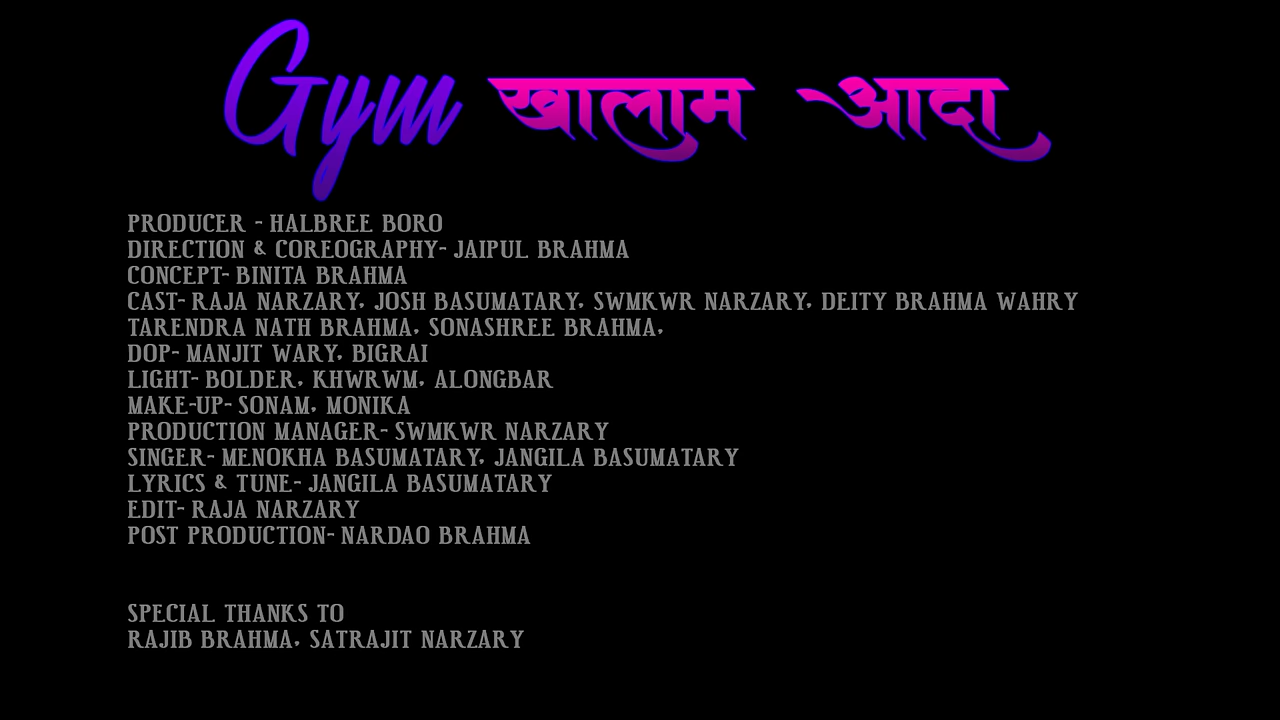 Gym खालाम आदा
PRODUCER - HALBREE BORO
DIRECTION & COREOGRAPHY- JAIPUL BRAHMA
CONCEPT- BINITA BRAHMA
CAST- RAJA NARZARY, JOSH BASUMATARY, SWMKWR NARZARY, DEITY BRAHMA WAHRY
TARENDRA NATH BRAHMA, SONASHREE BRAHMA,
DOP- MANJIT WARY, BIGRAI
LIGHT- BOLDER, KHWRWM, ALONGBAR
MAKE-UP- SONAM, MONIKA
PRODUCTION MANAGER- SWMKWR NARZARY
SINGER- MENOKHA BASUMATARY, JANGILA BASUMATARY
LYRICS & TUNE- JANGILA BASUMATARY
EDIT- RAJA NARZARY
POST PRODUCTION- NARDAO BRAHMA
SPECIAL THANKS TO
RAJIB BRAHMA, SATRAJIT NARZARY